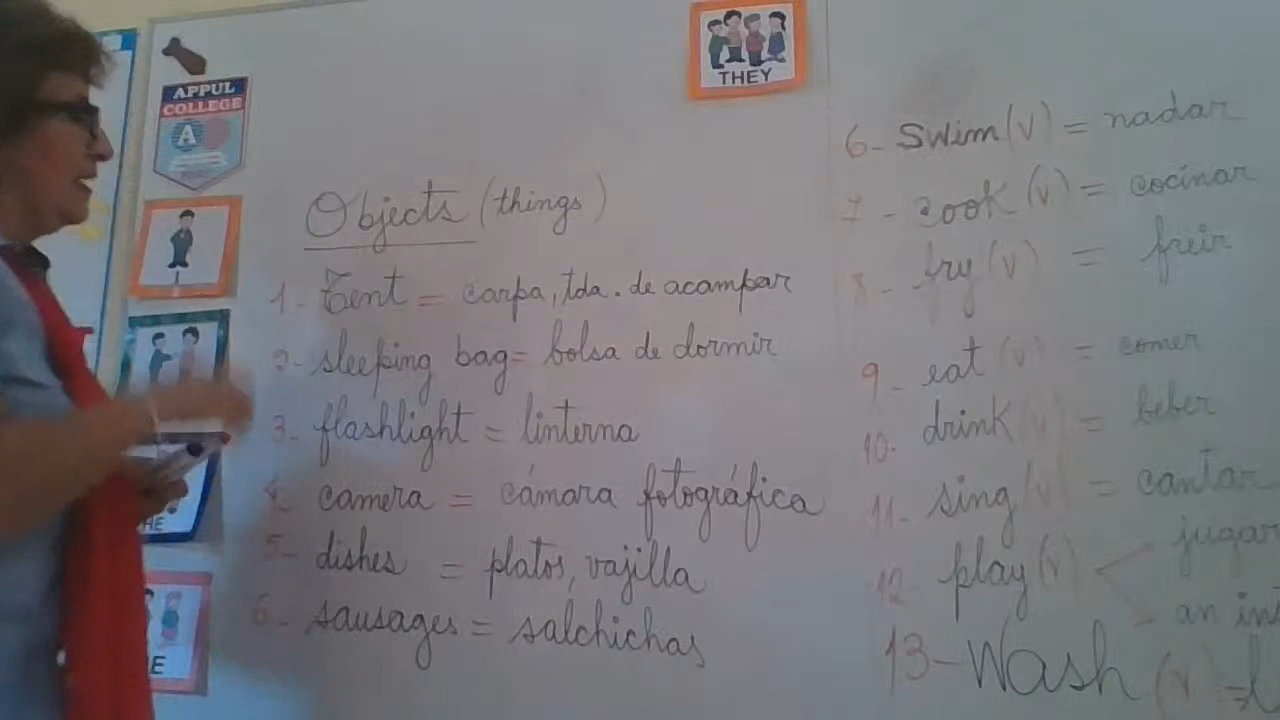 THEY
APPUL
COLLEGE
A
I
HE
E
Objects (things)
1- Tent = carpa, tda. de acampar
2- sleeping bag = bolsa de dormir
3- flashlight = linterna
4- camera = cámara fotográfica
5- dishes = platos, vajilla
6- sausages = salchichas
6- Swim (v) = nadar
7- cook (v) = cocinar
8- fry (v) = freir
9- eat (v) = comer
10. drink (v) = beber
11- sing (v) = cantar
12 play (v) jugar
an
13- Wash (v) =